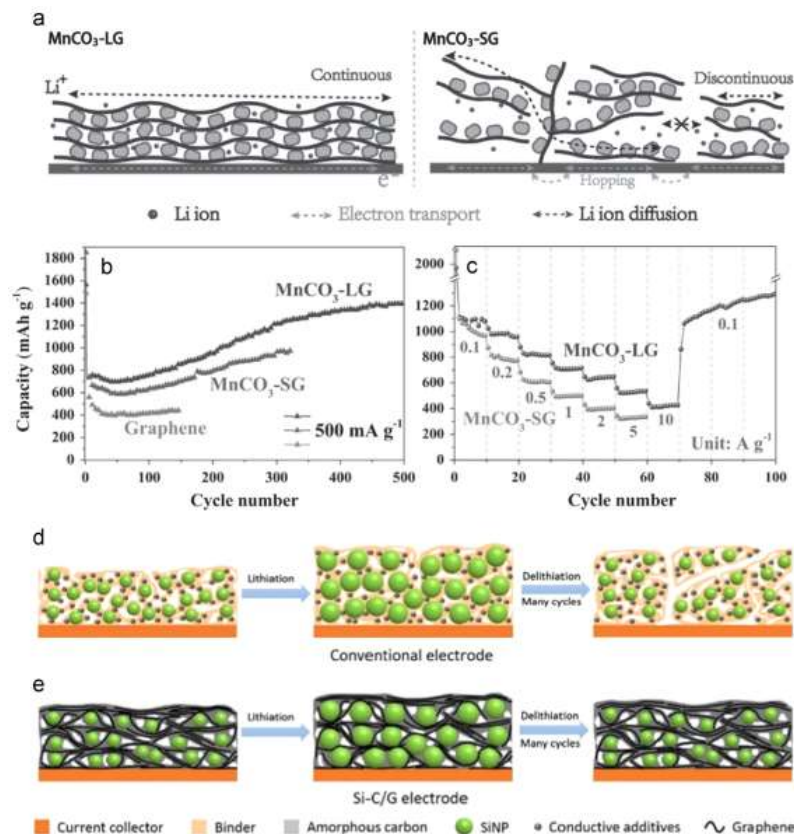 a
MnCO₃-LG
MnCO₃-SG
Li⁺
Continuous
Discontinuous
e⁻
Hopping
Li ion
Electron transport
Li ion diffusion
b
Capacity (mAh g⁻¹)
1800
1600
1400
1200
1000
800
600
400
200
0
MnCO₃-LG
MnCO₃-SG
Graphene
500 mA g⁻¹
0 100 200 300 400 500
Cycle number
c
2000
1200
1000
800
600
400
200
0
0.1
0.2
0.5
1
2
5
10
0.1
MnCO₃-LG
MnCO₃-SG
Unit: A g⁻¹
0 20 40 60 80 100
Cycle number
d
Lithiation
Delithiation
Many cycles
Conventional electrode
e
Lithiation
Delithiation
Many cycles
Si-C/G electrode
Current collector
Binder
Amorphous carbon
SiNP
Conductive additives
Graphene